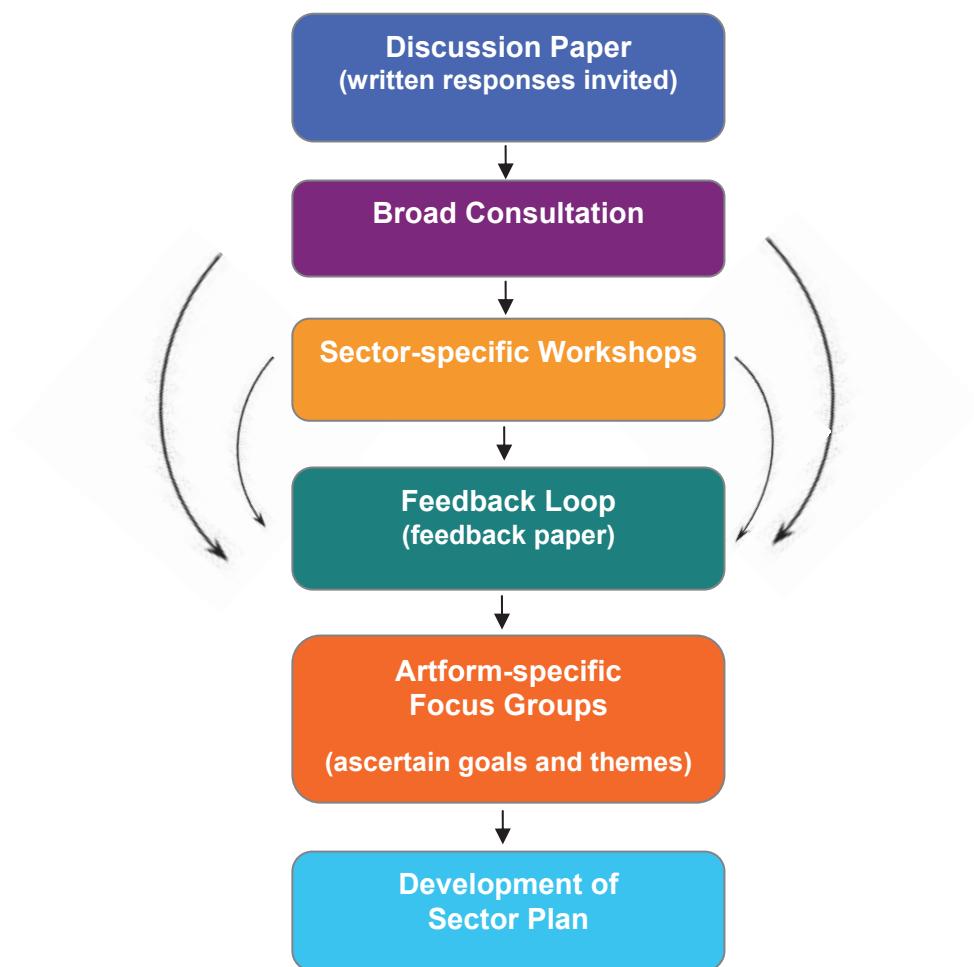 Discussion Paper
(written responses invited)
Broad Consultation
Sector-specific Workshops
Feedback Loop
(feedback paper)
Artform-specific
Focus Groups
(ascertain goals and themes)
Development of
Sector Plan